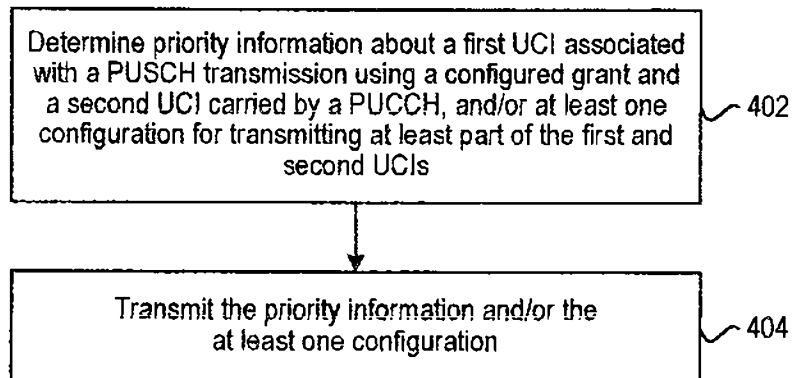 Determine priority information about a first UCI associated
with a PUSCH transmission using a configured grant and
a second UCI carried by a PUCCH, and/or at least one
configuration for transmitting at least part of the first and
second UCIs
402
Transmit the priority information and/or the
at least one configuration
404